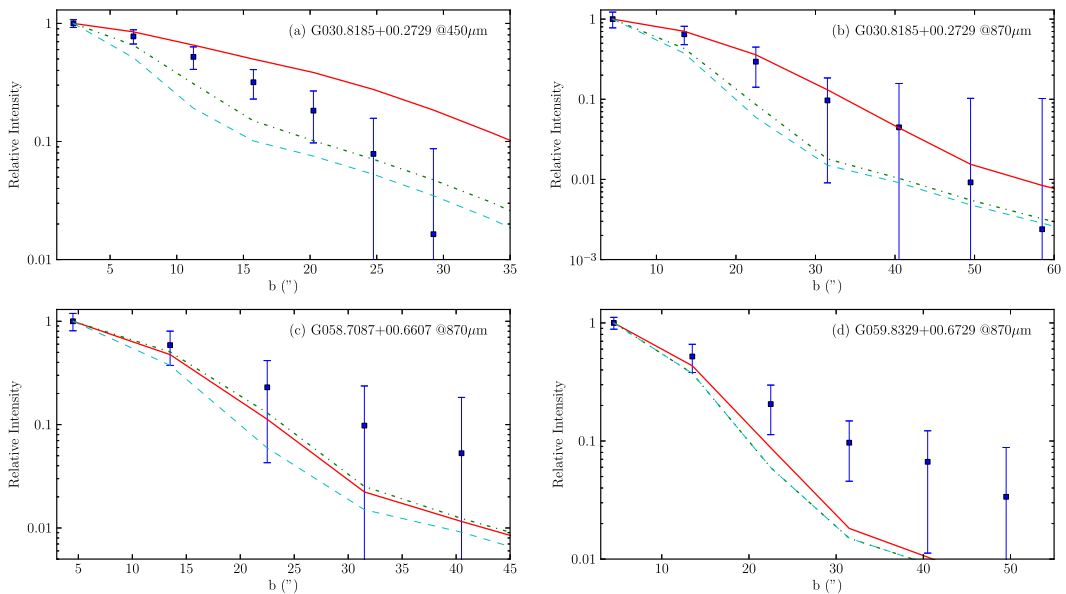 (a) G030.8185+00.2729 @450μm
Relative Intensity
1
0.1
0.01
5 10 15 20 25 30 35
b (")
(b) G030.8185+00.2729 @870μm
Relative Intensity
1
0.1
0.01
10⁻³
10 20 30 40 50 60
b (")
(c) G058.7087+00.6607 @870μm
Relative Intensity
1
0.1
0.01
5 10 15 20 25 30 35 40 45
b (")
(d) G059.8329+00.6729 @870μm
Relative Intensity
1
0.1
0.01
10 20 30 40 50
b (")